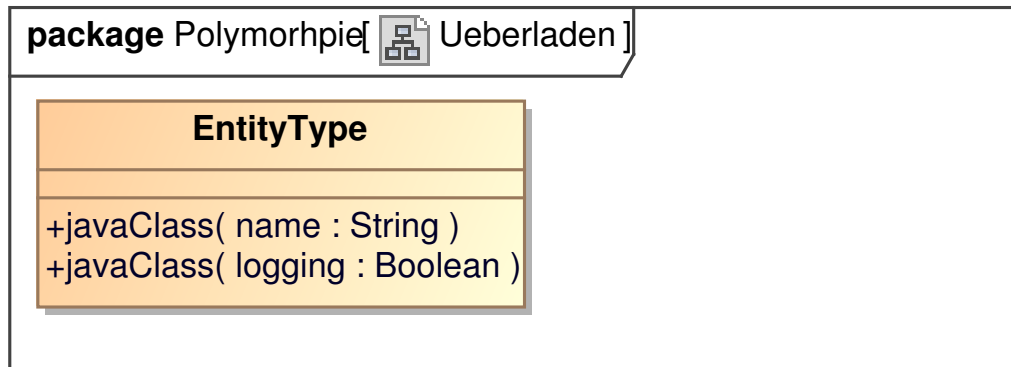 package Polymorhpie[ Ueberladen ]
EntityType
+javaClass( name : String )
+javaClass( logging : Boolean )